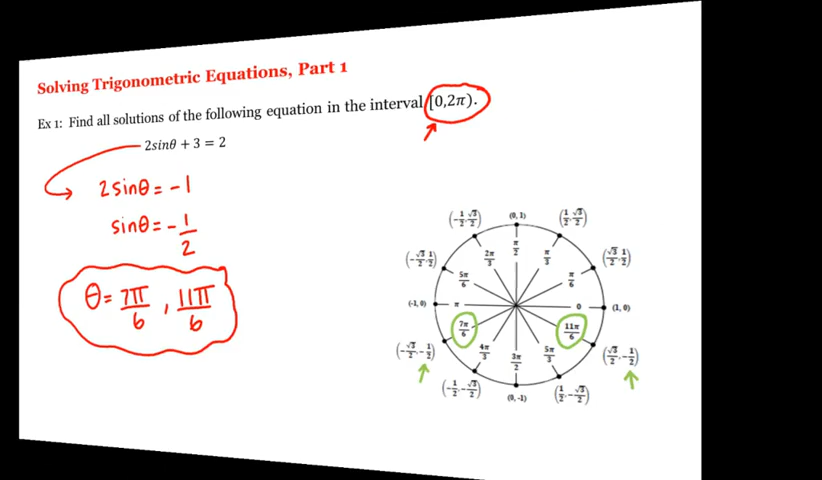 Solving Trigonometric Equations, Part 1
Ex 1: Find all solutions of the following equation in the interval [0,2π).
2sinθ + 3 = 2
2sinθ = -1
sinθ = -1/2
θ = 7π/6 , 11π/6
(-1/2, √3/2) (0, 1) (1/2, √3/2)
2π/3 π/2 π/3
(-√3/2, 1/2) (√3/2, 1/2)
5π/6 π/6
(-1, 0) π 0 (1, 0)
7π/6 11π/6
(-√3/2, -1/2) 4π/3 3π/2 5π/3 (√3/2, -1/2)
(-1/2, -√3/2) (0, -1) (1/2, -√3/2)